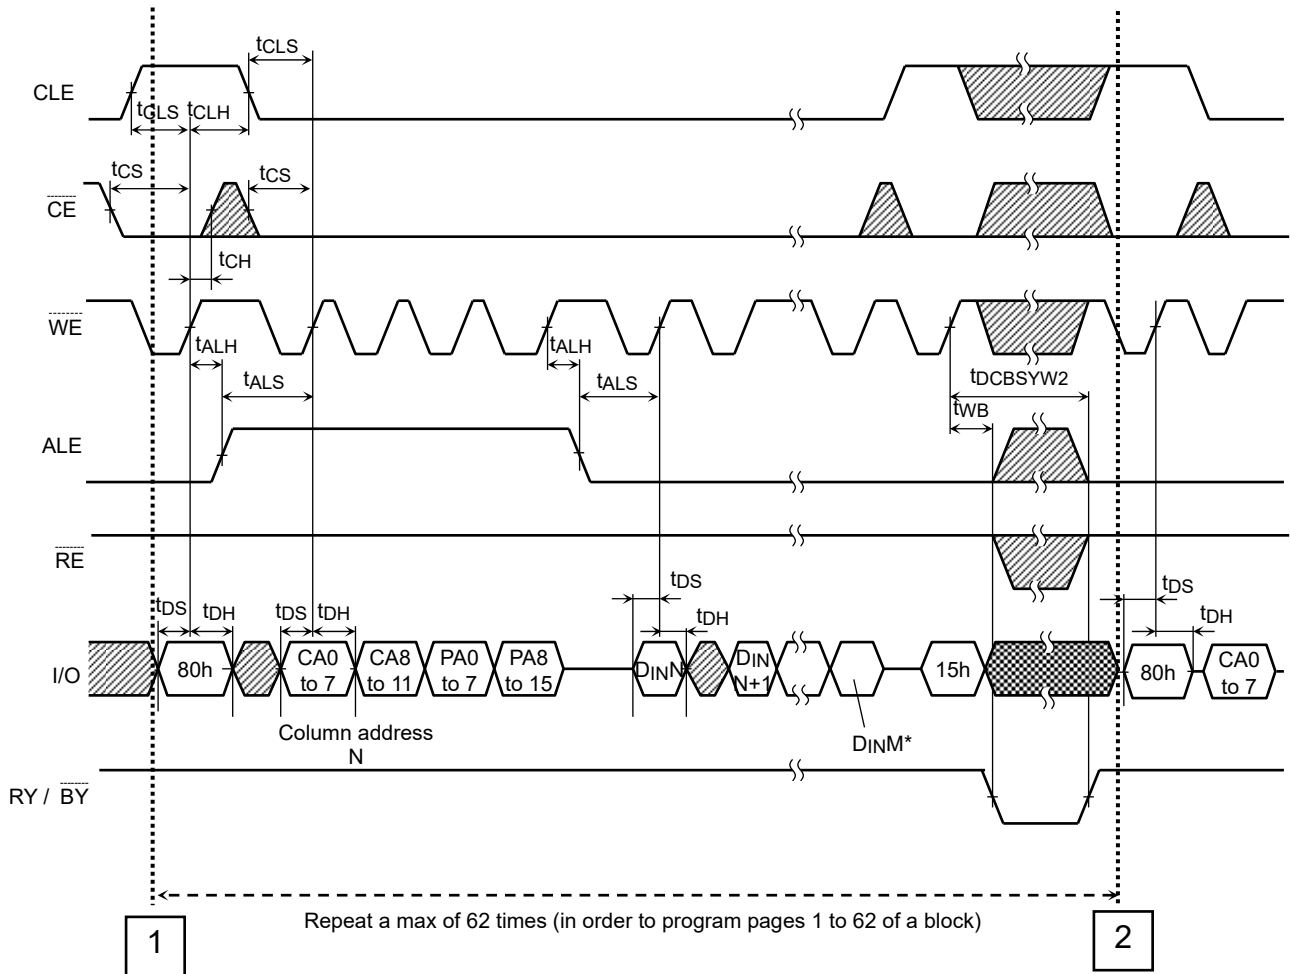 tCLS
CLE
tCLS tCLH
tCS tCS
CE
tCH
WE
tALH tALH
tALS tALS tDCBSYW2
tWB
ALE
RE
tDS tDS
tDS tDH tDS tDH tDH tDH
I/O 80h CA0 to 7 CA8 to 11 PA0 to 7 PA8 to 15 DINN DIN N+1 15h 80h CA0 to 7
Column address
N
DINM*
RY / BY
Repeat a max of 62 times (in order to program pages 1 to 62 of a block)
1 2